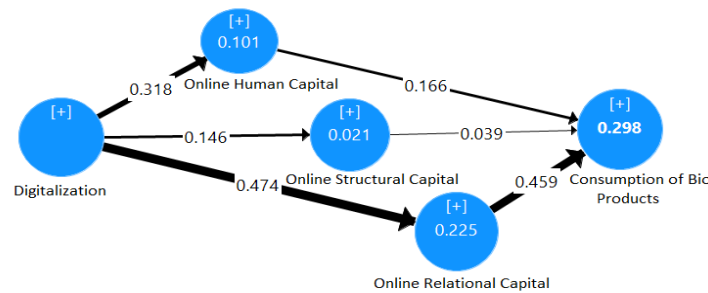 [+]
0.101
Online Human Capital
0.318
0.166
[+]
Digitalization
0.146
[+]
0.021
Online Structural Capital
0.039
[+]
0.298
Consumption of Bio
Products
0.474
0.459
[+]
0.225
Online Relational Capital